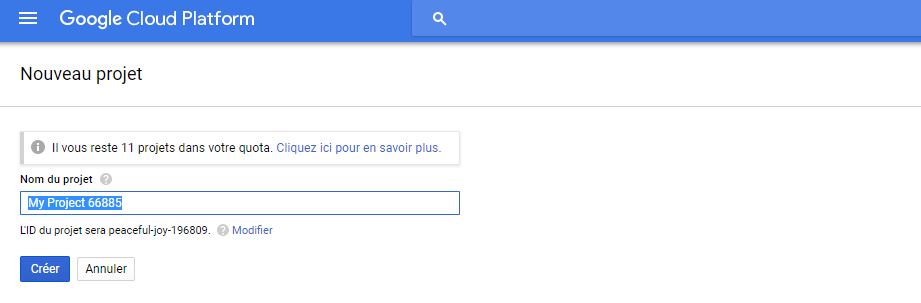 Google Cloud Platform
Nouveau projet
Il vous reste 11 projets dans votre quota. Cliquez ici pour en savoir plus.
Nom du projet ?
My Project 66885
L'ID du projet sera peaceful-joy-196809. ? Modifier
Créer Annuler